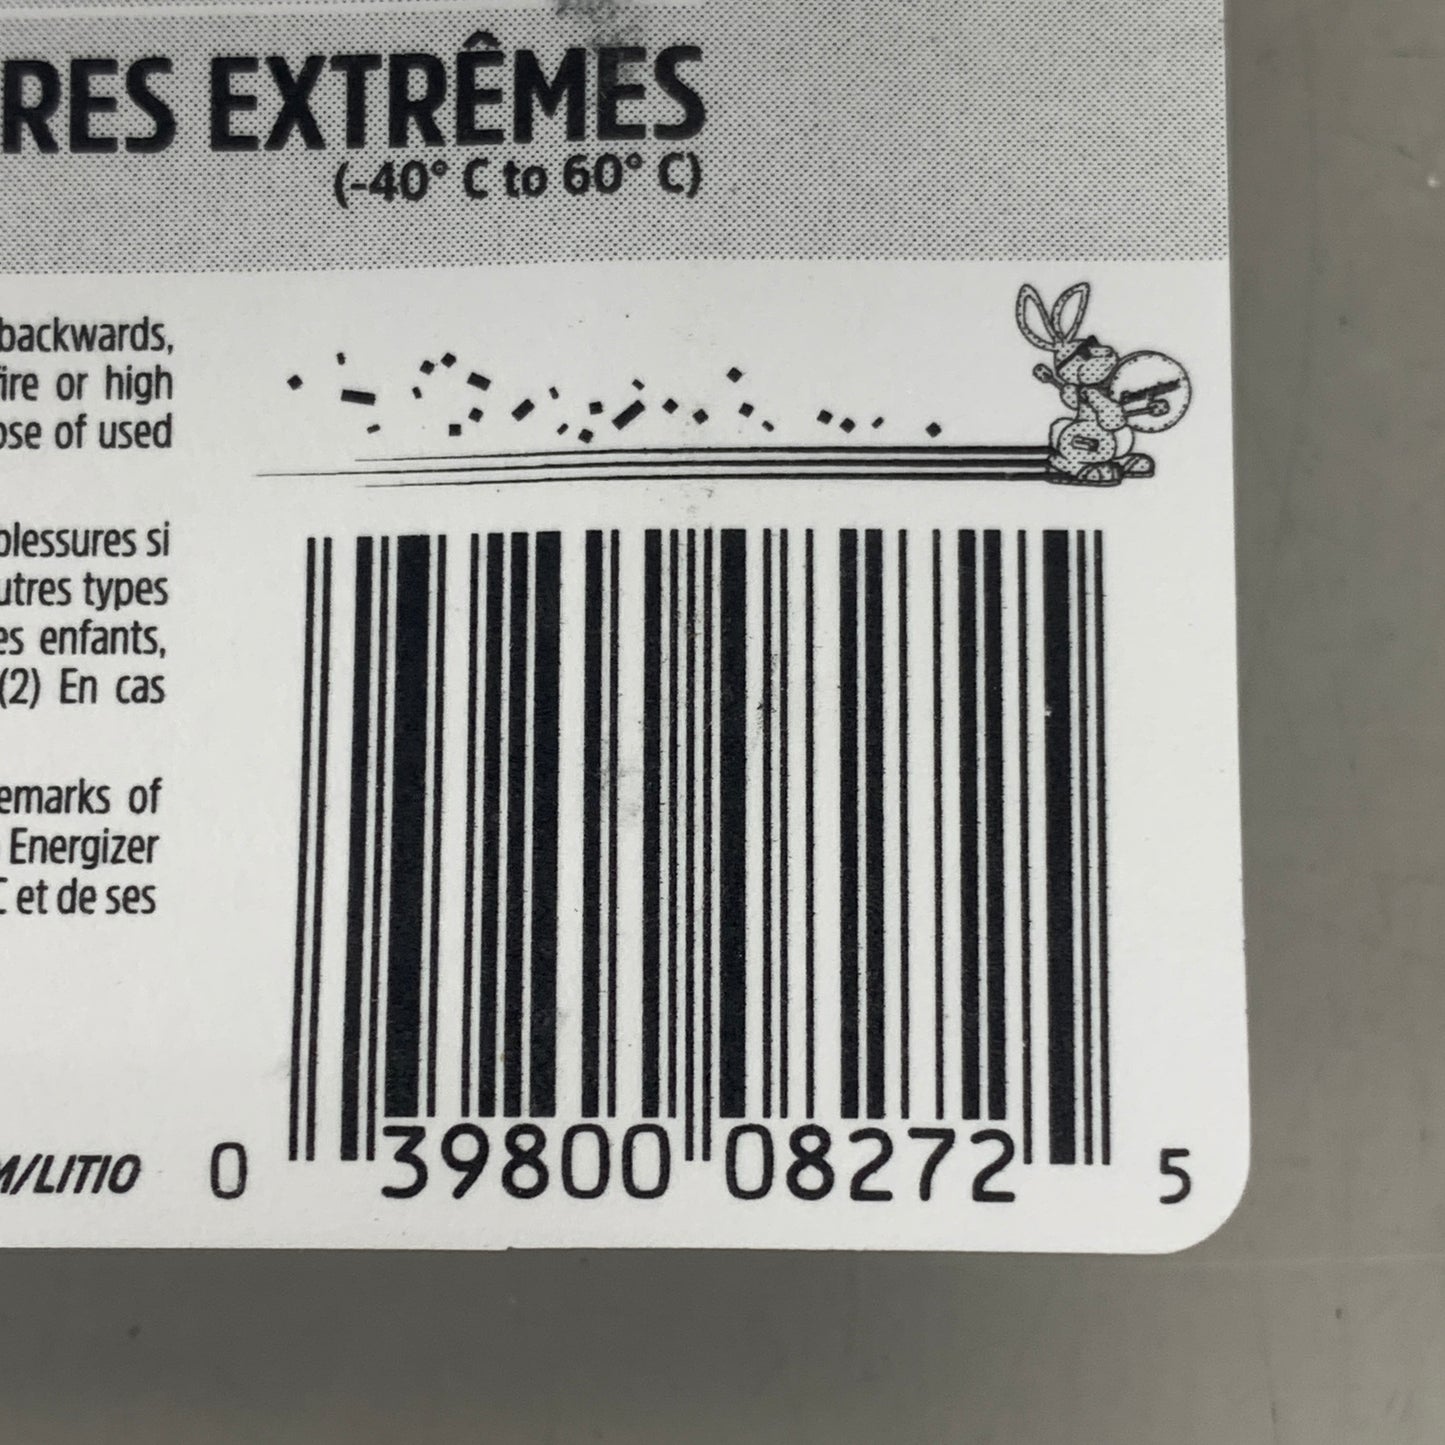 RES EXTRÊMES
(-40° C to 60° C)
backwards,
fire or high
ose of used
blessures si
utres types
es enfants,
(2) En cas
emarks of
Energizer
C et de ses
M/LITIO
0 39800 08272 5